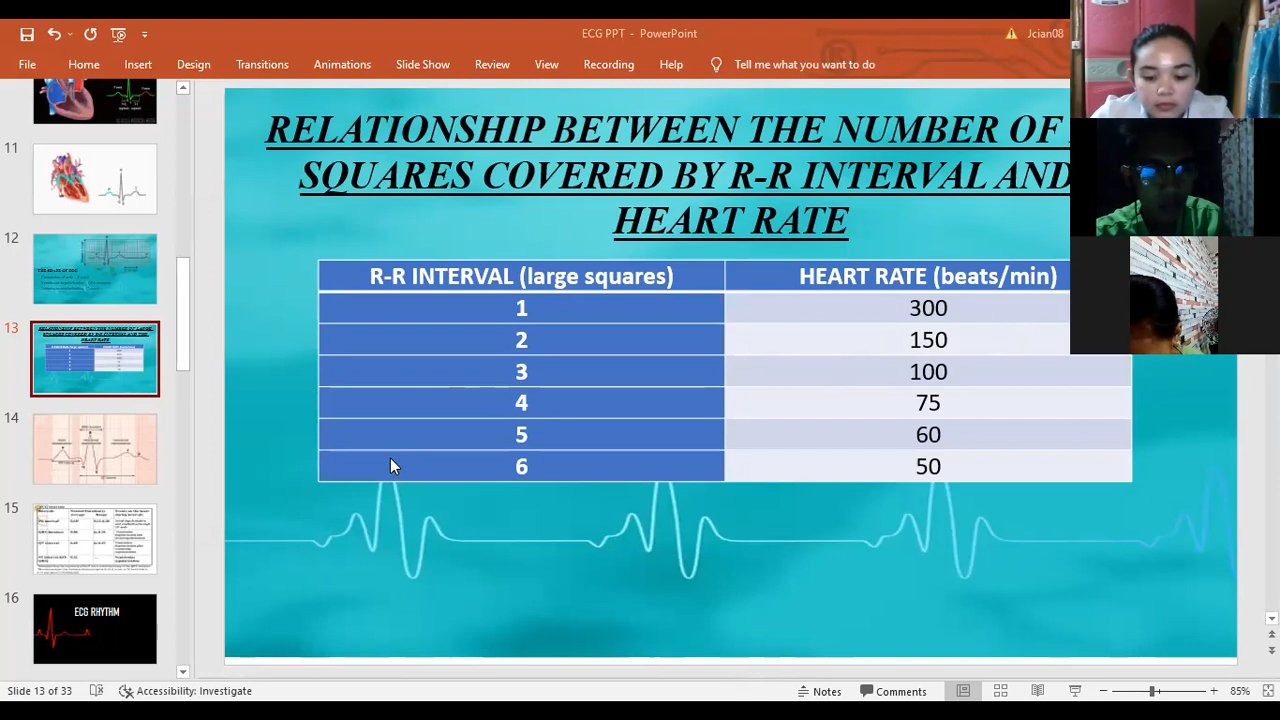 ECG PPT - PowerPoint
Jcian08
File Home Insert Design Transitions Animations Slide Show Review View Recording Help Tell me what you want to do
11
12
13
14
15
16
ECG RHYTHM
RELATIONSHIP BETWEEN THE NUMBER OF
SQUARES COVERED BY R-R INTERVAL AND
HEART RATE
R-R INTERVAL (large squares) HEART RATE (beats/min)
1 300
2 150
3 100
4 75
5 60
6 50
Slide 13 of 33 Accessibility: Investigate Notes Comments 85%